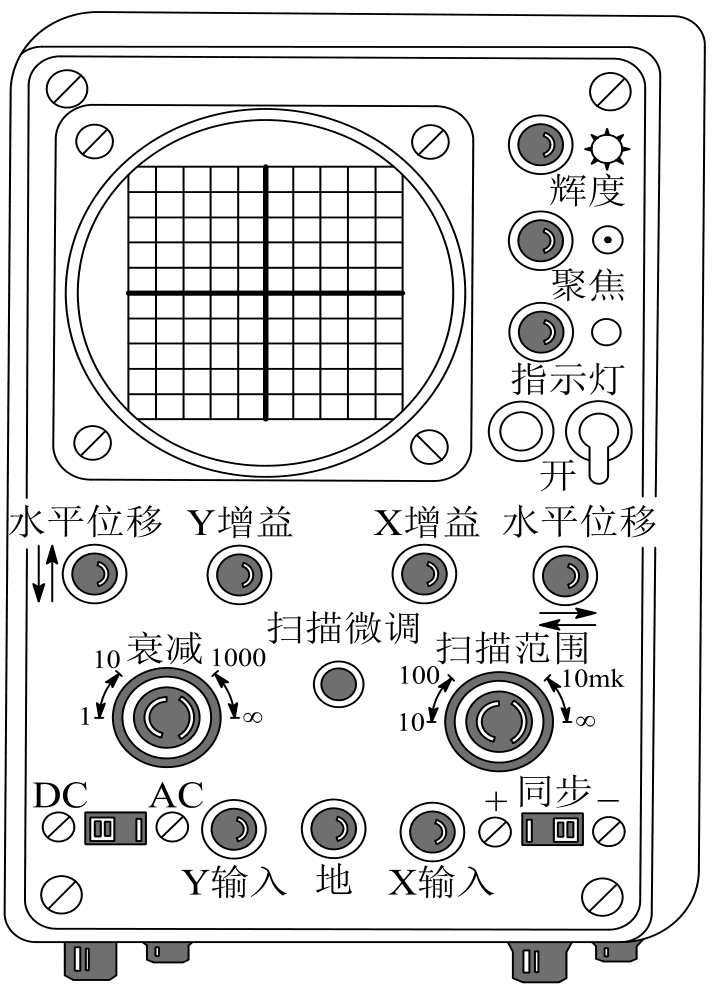 辉度
聚焦
指示灯
开
水平位移 Y增益 X增益 水平位移
扫描微调
衰减 扫描范围
10 1000 100 10mk
1 ∞ 10 ∞
DC AC + 同步 −
Y输入 地 X输入